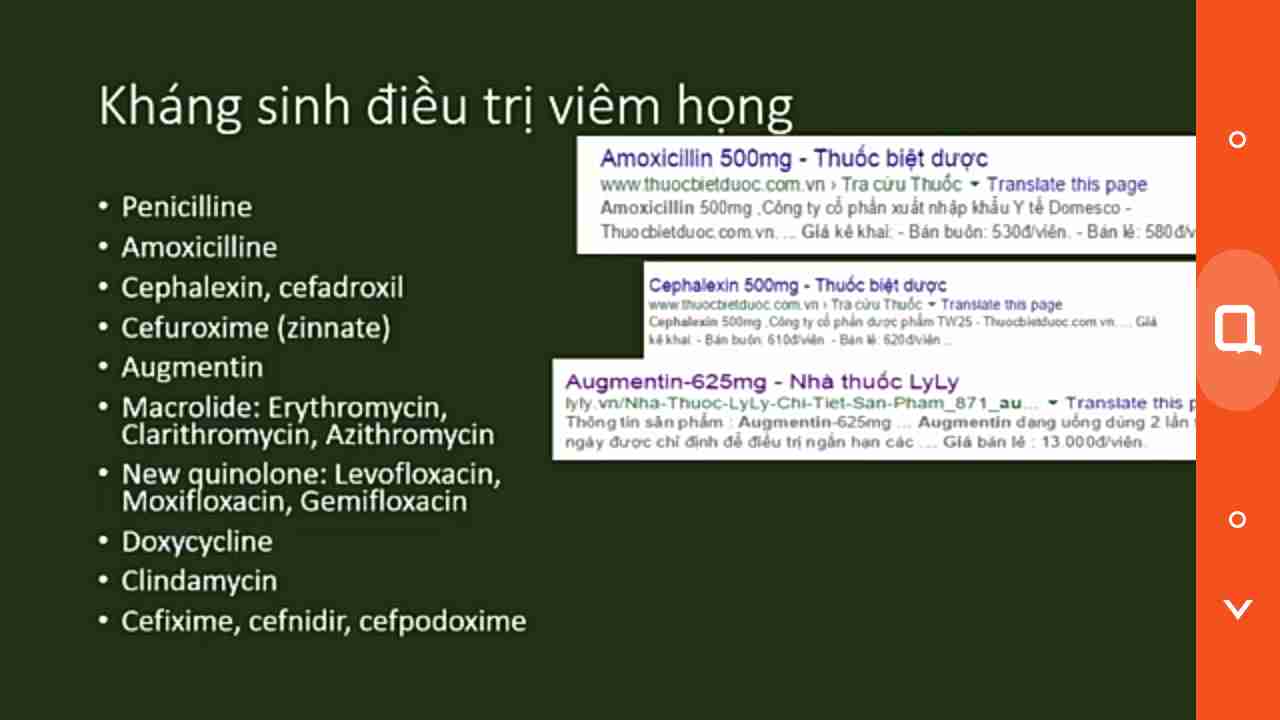 Kháng sinh điều trị viêm họng
• Penicilline
• Amoxicilline
• Cephalexin, cefadroxil
• Cefuroxime (zinnate)
• Augmentin
• Macrolide: Erythromycin,
Clarithromycin, Azithromycin
• New quinolone: Levofloxacin,
Moxifloxacin, Gemifloxacin
• Doxycycline
• Clindamycin
• Cefixime, cefnidir, cefpodoxime
Amoxicillin 500mg - Thuốc biệt dược
www.thuocbietduoc.com.vn › Tra cứu Thuốc ▾ Translate this page
Amoxicillin 500mg ,Công ty cổ phần xuất nhập khẩu Y tế Domesco -
Thuocbietduoc.com.vn. ... Giá kê khai: - Bán buôn: 530đ/viên. - Bán lẻ: 580đ/v
Cephalexin 500mg - Thuốc biệt dược
www.thuocbietduoc.com.vn › Tra cứu Thuốc ▾ Translate this page
Cephalexin 500mg ,Công ty cổ phần dược phẩm TW25 - Thuocbietduoc.com.vn. ... Giá
kê khai: - Bán buôn: 610đ/viên. - Bán lẻ: 620đ/viên ...
Augmentin-625mg - Nhà thuốc LyLy
lyly.vn/Nha-Thuoc-LyLy-Chi-Tiet-San-Pham_871_au... ▾ Translate this p
Thông tin sản phẩm : Augmentin-625mg ... Augmentin dạng uống dùng 2 lần
ngày được chỉ định để điều trị ngắn hạn các ... Giá bán lẻ : 13.000đ/viên.